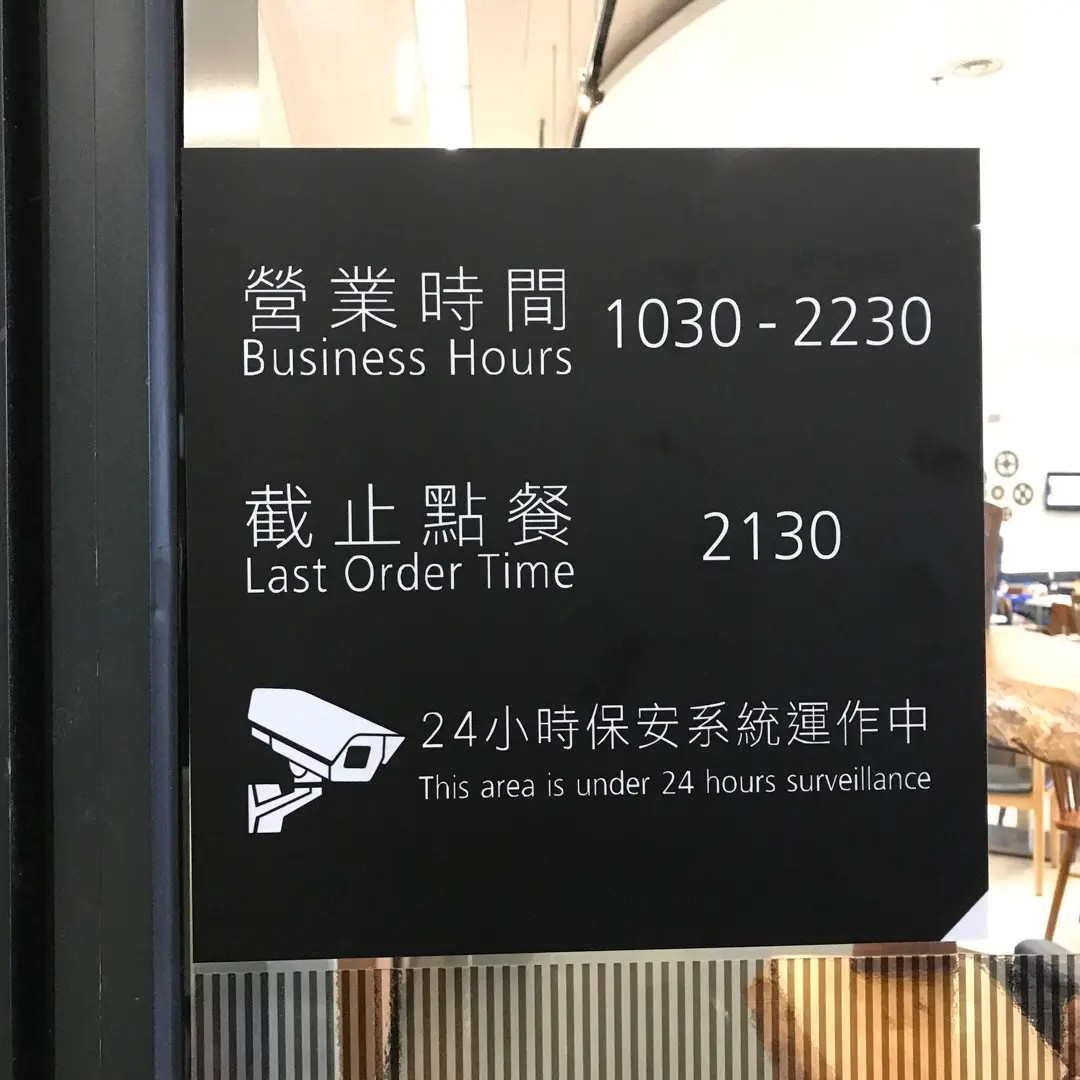 營業時間 1030 - 2230
Business Hours
截止點餐 2130
Last Order Time
24小時保安系統運作中
This area is under 24 hours surveillance